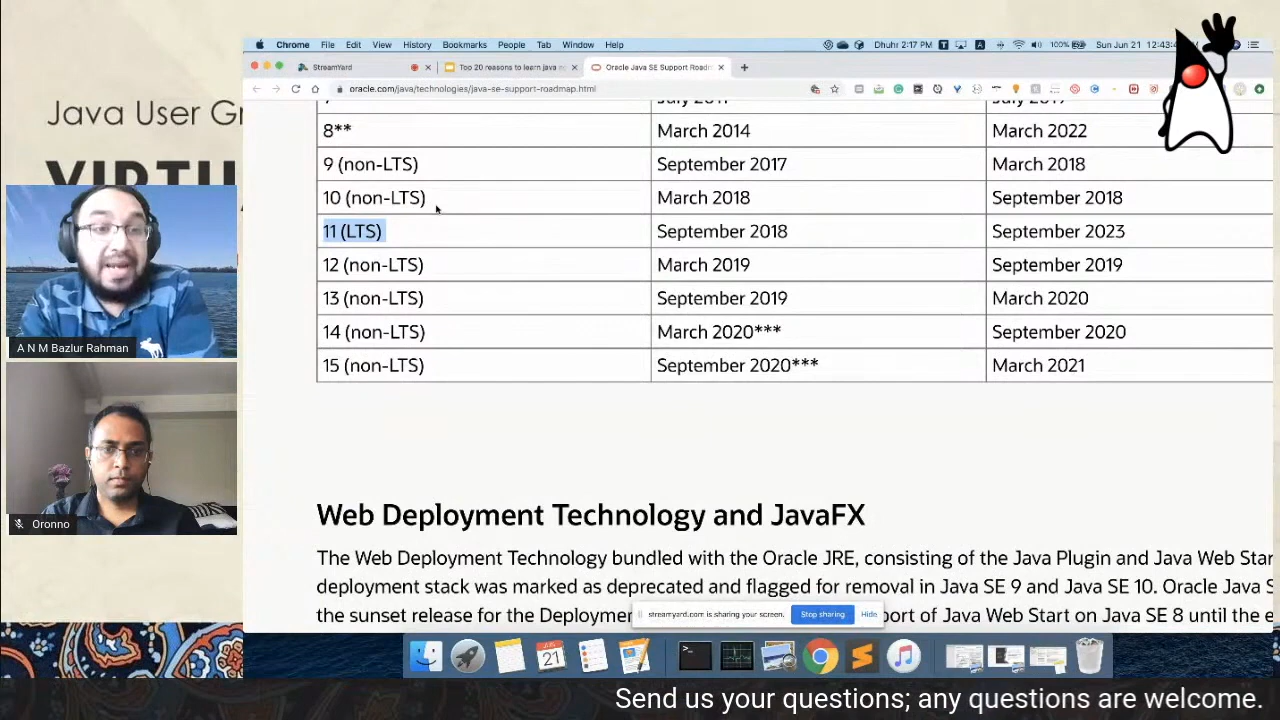 Java User Gr
VIRTU
Chrome File Edit View History Bookmarks People Tab Window Help
Dhuhr 2:17 PM
100%
Sun Jun 21 12:43:4
StreamYard
Top 20 reasons to learn java
Oracle Java SE Support Roadm
oracle.com/java/technologies/java-se-support-roadmap.html
7 July 2011 July 2019
8** March 2014 March 2022
9 (non-LTS) September 2017 March 2018
10 (non-LTS) March 2018 September 2018
11 (LTS) September 2018 September 2023
12 (non-LTS) March 2019 September 2019
13 (non-LTS) September 2019 March 2020
14 (non-LTS) March 2020*** September 2020
15 (non-LTS) September 2020*** March 2021
A N M Bazlur Rahman
Oronno
Web Deployment Technology and JavaFX
The Web Deployment Technology bundled with the Oracle JRE, consisting of the Java Plugin and Java Web Star
deployment stack was marked as deprecated and flagged for removal in Java SE 9 and Java SE 10. Oracle Java S
the sunset release for the Deploymen port of Java Web Start on Java SE 8 until the e
streamyard.com is sharing your screen. Stop sharing Hide
JUN
21
Send us your questions; any questions are welcome.